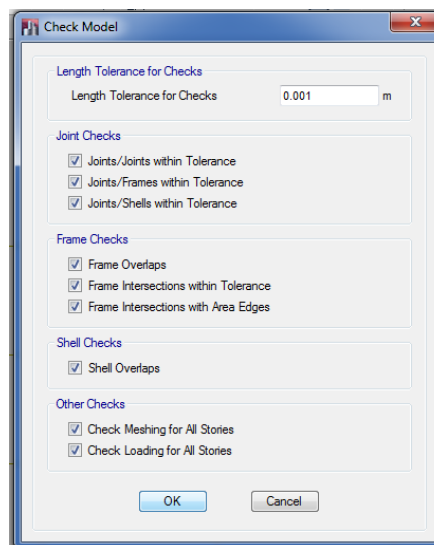 Check Model
Length Tolerance for Checks
Length Tolerance for Checks 0.001 m
Joint Checks
Joints/Joints within Tolerance
Joints/Frames within Tolerance
Joints/Shells within Tolerance
Frame Checks
Frame Overlaps
Frame Intersections within Tolerance
Frame Intersections with Area Edges
Shell Checks
Shell Overlaps
Other Checks
Check Meshing for All Stories
Check Loading for All Stories
OK Cancel